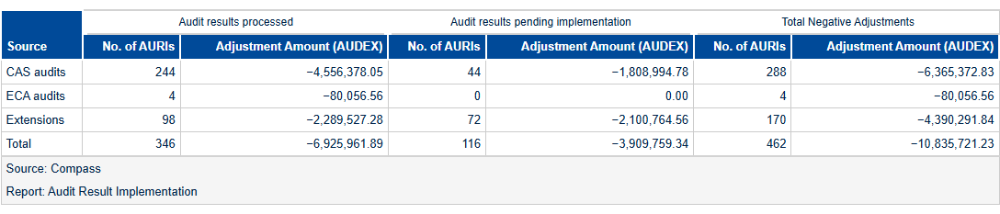 Audit results processed Audit results pending implementation Total Negative Adjustments
Source No. of AURIs Adjustment Amount (AUDEX) No. of AURIs Adjustment Amount (AUDEX) No. of AURIs Adjustment Amount (AUDEX)
CAS audits 244 −4,556,378.05 44 −1,808,994.78 288 −6,365,372.83
ECA audits 4 −80,056.56 0 0.00 4 −80,056.56
Extensions 98 −2,289,527.28 72 −2,100,764.56 170 −4,390,291.84
Total 346 −6,925,961.89 116 −3,909,759.34 462 −10,835,721.23
Source: Compass
Report: Audit Result Implementation